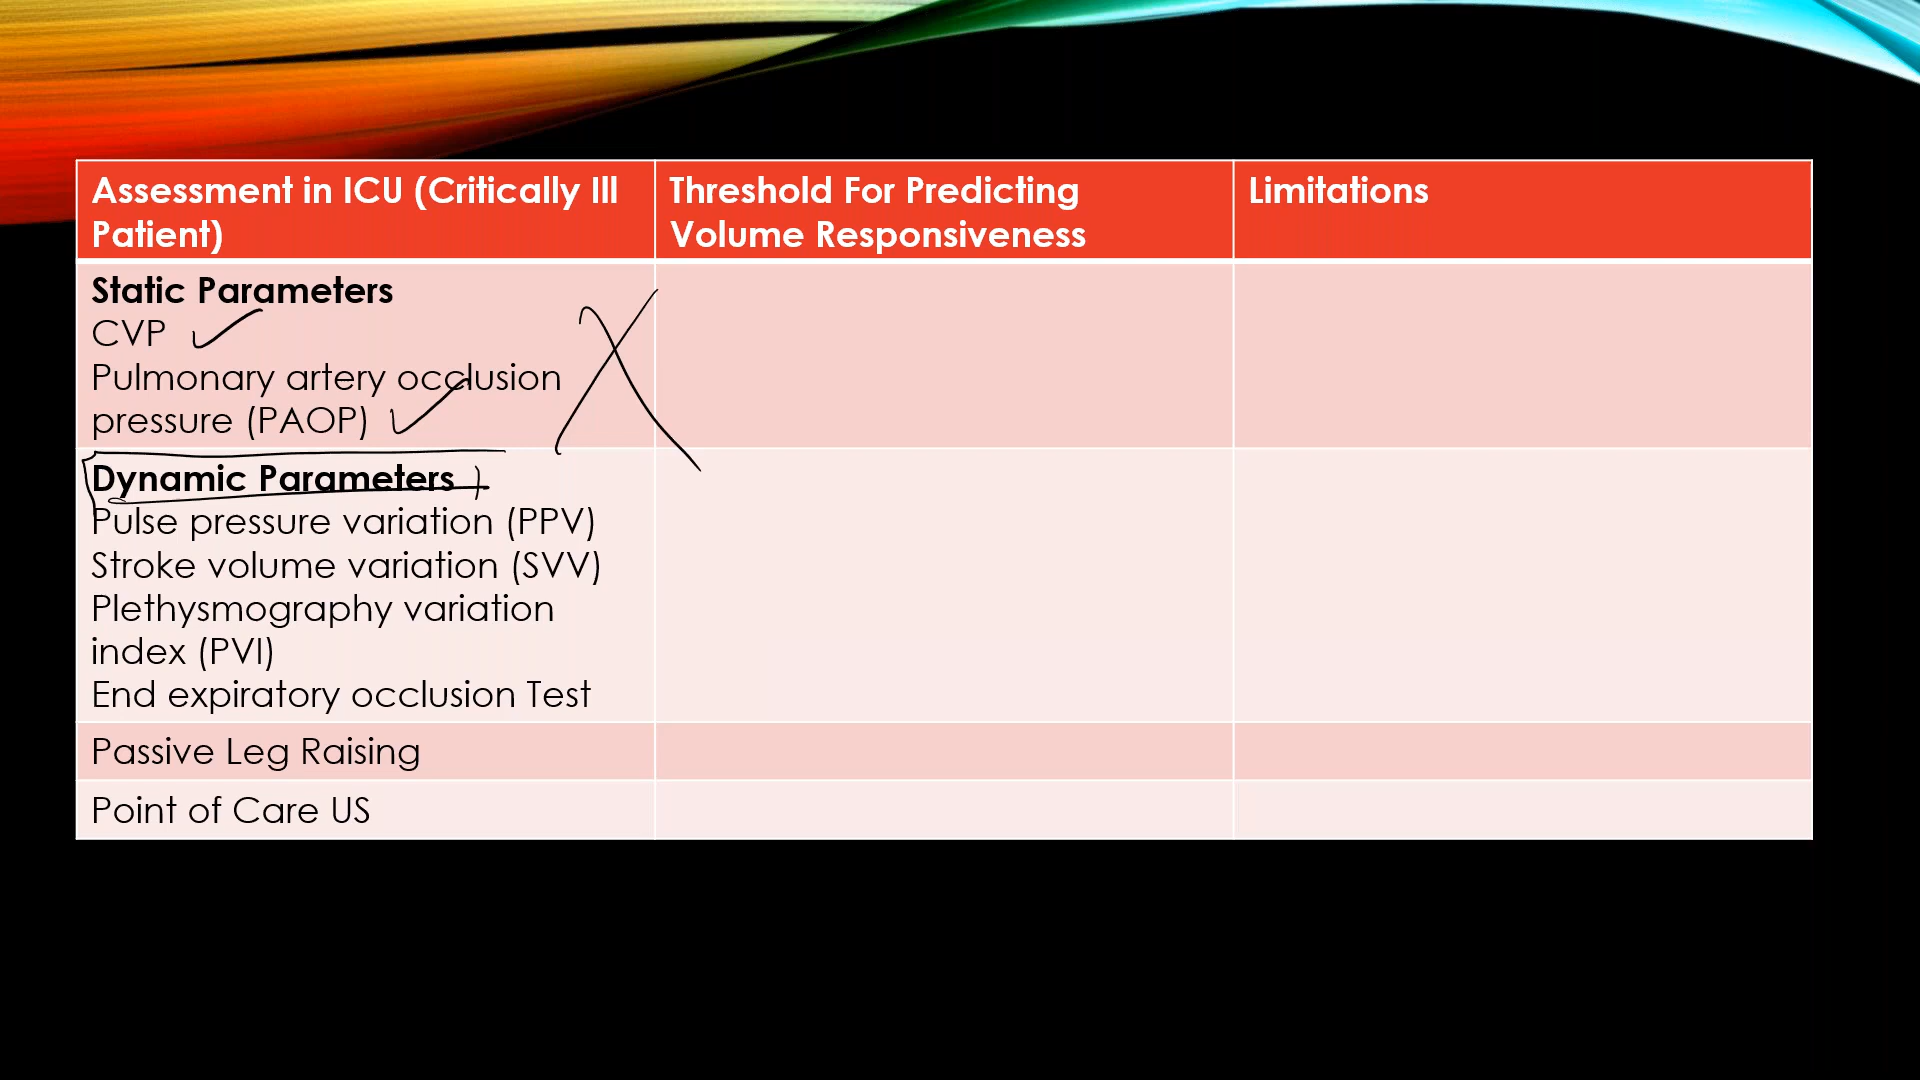 Assessment in ICU (Critically Ill
Patient)
Threshold For Predicting
Volume Responsiveness
Limitations
Static Parameters
CVP
Pulmonary artery occlusion
pressure (PAOP)
Dynamic Parameters
Pulse pressure variation (PPV)
Stroke volume variation (SVV)
Plethysmography variation
index (PVI)
End expiratory occlusion Test
Passive Leg Raising
Point of Care US